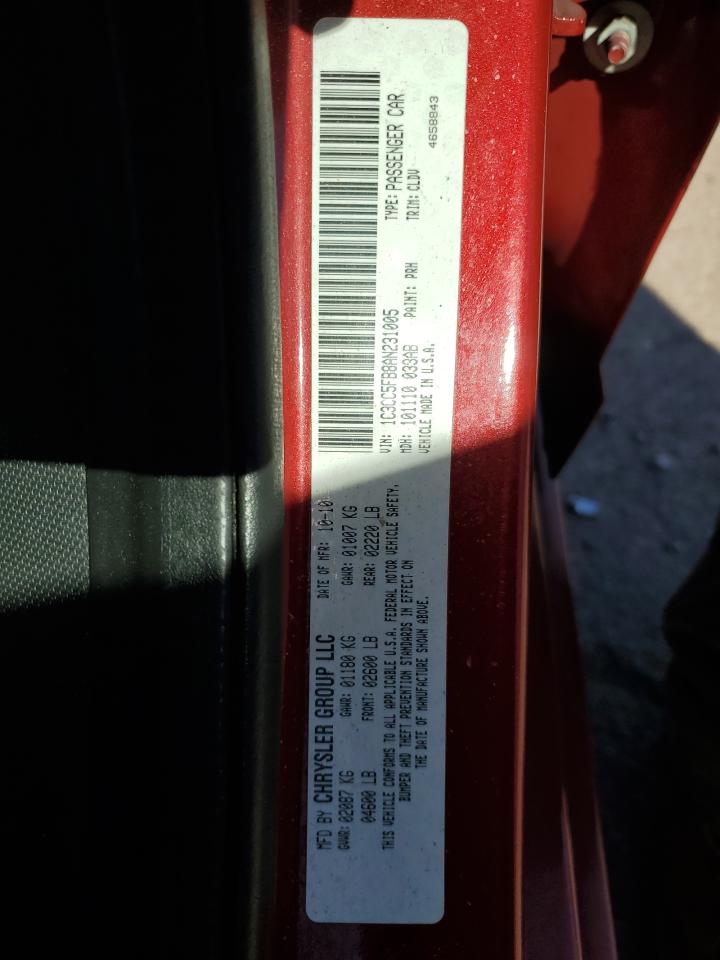 MFD BY CHRYSLER GROUP LLC DATE OF MFR: 10-10
GVWR: 02087 KG GAWR: 01180 KG GAWR: 01007 KG
04600 LB FRONT: 02600 LB REAR: 02220 LB
THIS VEHICLE CONFORMS TO ALL APPLICABLE U.S.A. FEDERAL MOTOR VEHICLE SAFETY,
BUMPER AND THEFT PREVENTION STANDARDS IN EFFECT ON
THE DATE OF MANUFACTURE SHOWN ABOVE.
VIN: 1C3CC5FB8AN231005 TYPE: PASSENGER CAR
MDH: 101110 033AB PAINT: PRH TRIM: CLDV
VEHICLE MADE IN U.S.A.
4658843